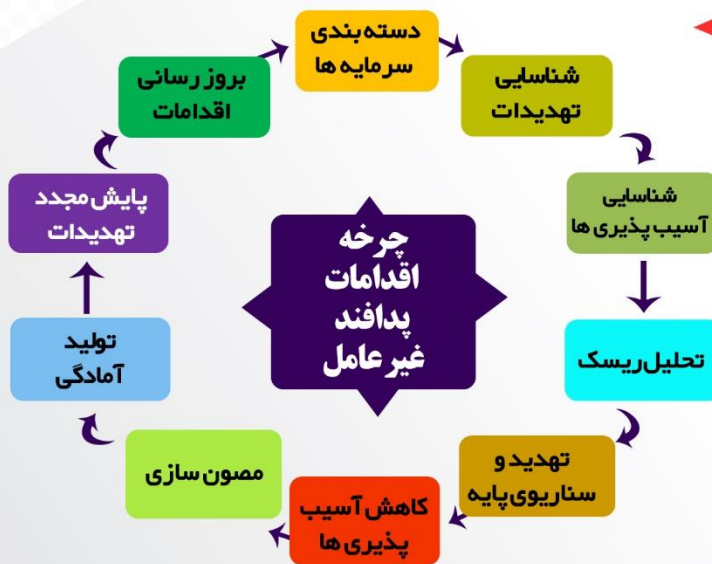 دسته بندی
سرمایه ها
شناسایی
تهدیدات
شناسایی
آسیب پذیری ها
تحلیل ریسک
تهدید و
سناریوی پایه
کاهش آسیب
پذیری ها
مصون سازی
تولید
آمادگی
پایش مجدد
تهدیدات
بروز رسانی
اقدامات
چرخه
اقدامات
پدافند
غیر عامل